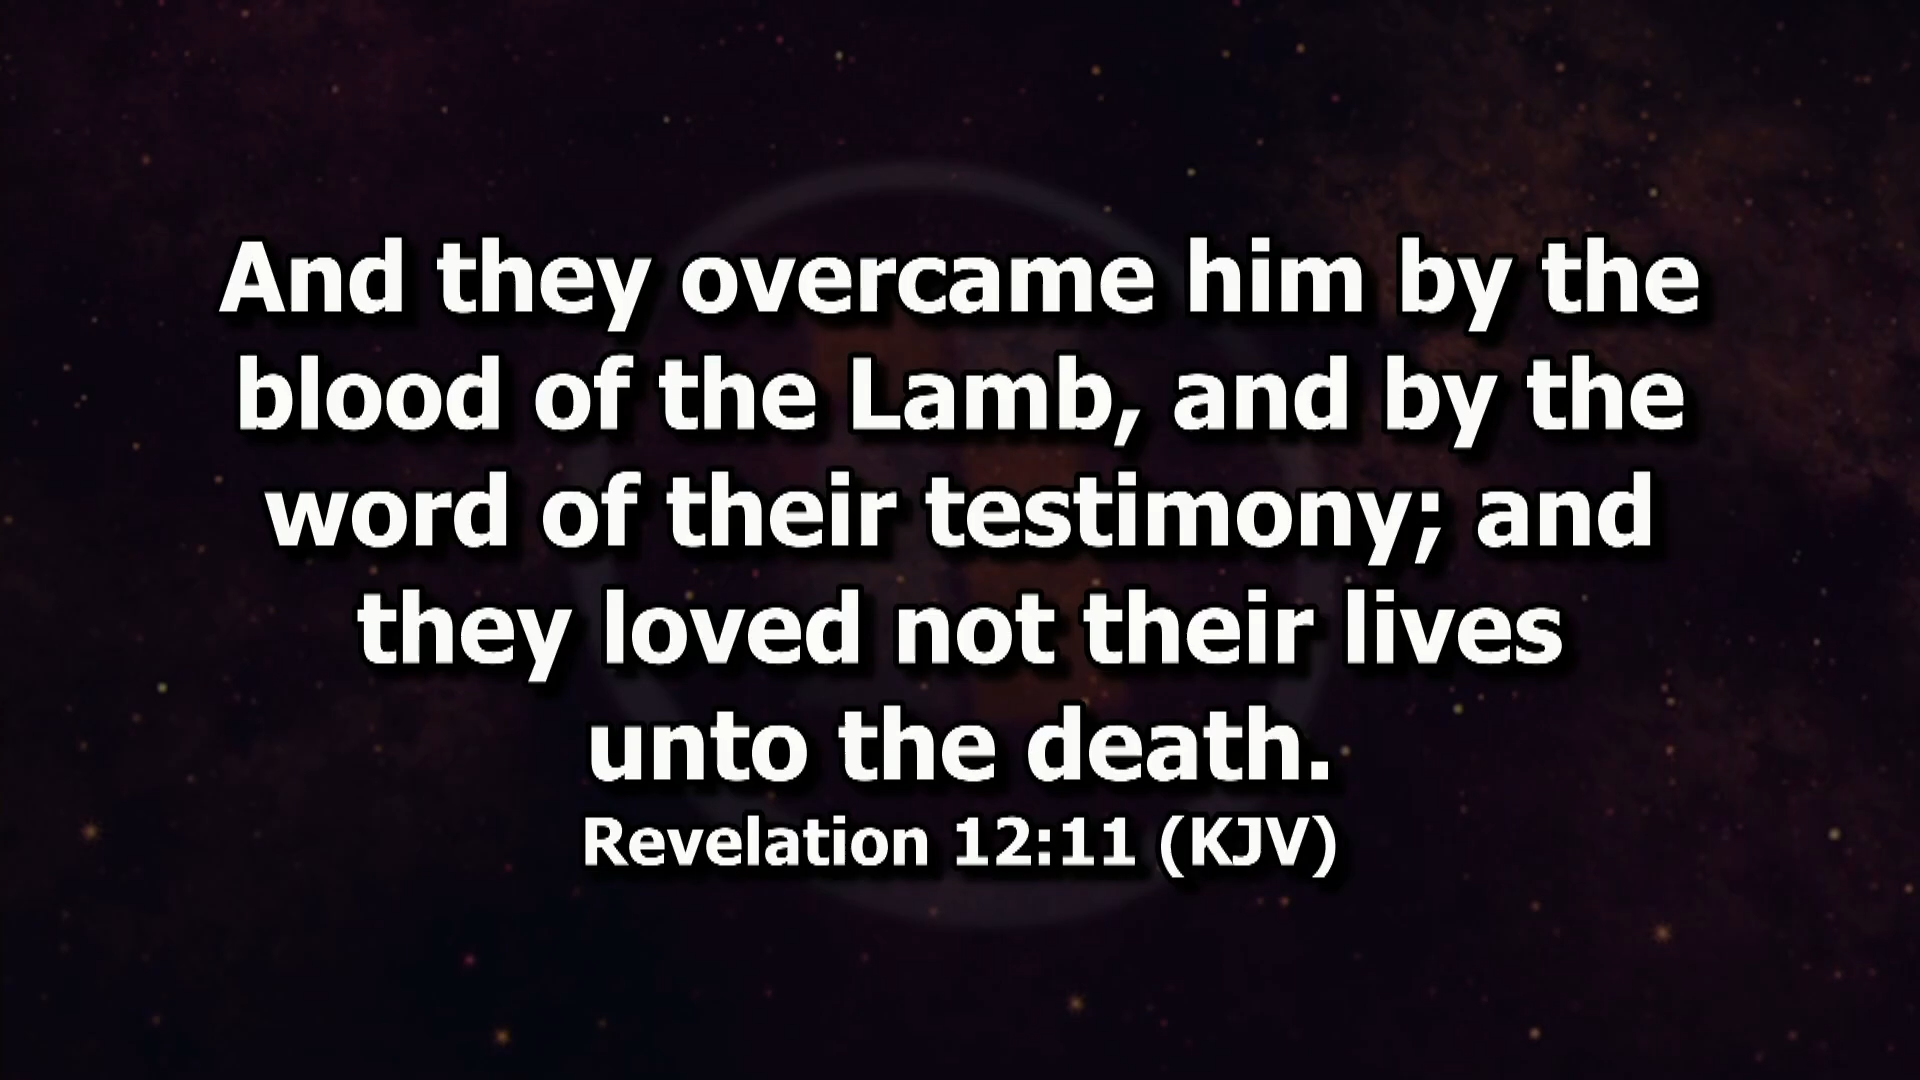 And they overcame him by the
blood of the Lamb, and by the
word of their testimony; and
they loved not their lives
unto the death.
Revelation 12:11 (KJV)